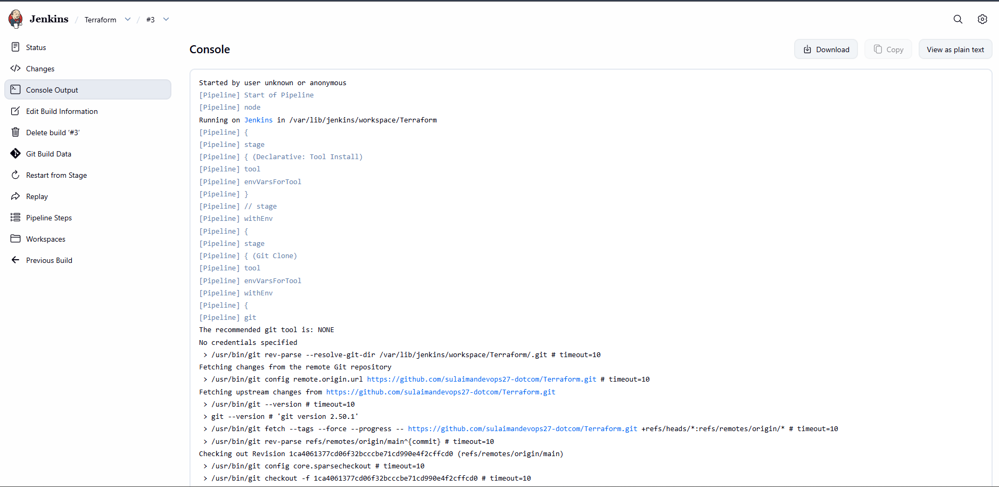 Jenkins / Terraform / #3
Status
Changes
Console Output
Edit Build Information
Delete build ‘#3’
Git Build Data
Restart from Stage
Replay
Pipeline Steps
Workspaces
Previous Build
Console
Download
Copy
View as plain text
Started by user unknown or anonymous
[Pipeline] Start of Pipeline
[Pipeline] node
Running on Jenkins in /var/lib/jenkins/workspace/Terraform
[Pipeline] {
[Pipeline] stage
[Pipeline] { (Declarative: Tool Install)
[Pipeline] tool
[Pipeline] envVarsForTool
[Pipeline] }
[Pipeline] // stage
[Pipeline] withEnv
[Pipeline] {
[Pipeline] stage
[Pipeline] { (Git Clone)
[Pipeline] tool
[Pipeline] envVarsForTool
[Pipeline] withEnv
[Pipeline] {
[Pipeline] git
The recommended git tool is: NONE
No credentials specified
> /usr/bin/git rev-parse --resolve-git-dir /var/lib/jenkins/workspace/Terraform/.git # timeout=10
Fetching changes from the remote Git repository
> /usr/bin/git config remote.origin.url https://github.com/sulaimandevops27-dotcom/Terraform.git # timeout=10
Fetching upstream changes from https://github.com/sulaimandevops27-dotcom/Terraform.git
> /usr/bin/git --version # timeout=10
> git --version # 'git version 2.50.1'
> /usr/bin/git fetch --tags --force --progress -- https://github.com/sulaimandevops27-dotcom/Terraform.git +refs/heads/*:refs/remotes/origin/* # timeout=10
> /usr/bin/git rev-parse refs/remotes/origin/main^{commit} # timeout=10
Checking out Revision 1ca4061377cd06f32bcccbe71cd990e4f2cffcd0 (refs/remotes/origin/main)
> /usr/bin/git config core.sparsecheckout # timeout=10
> /usr/bin/git checkout -f 1ca4061377cd06f32bcccbe71cd990e4f2cffcd0 # timeout=10